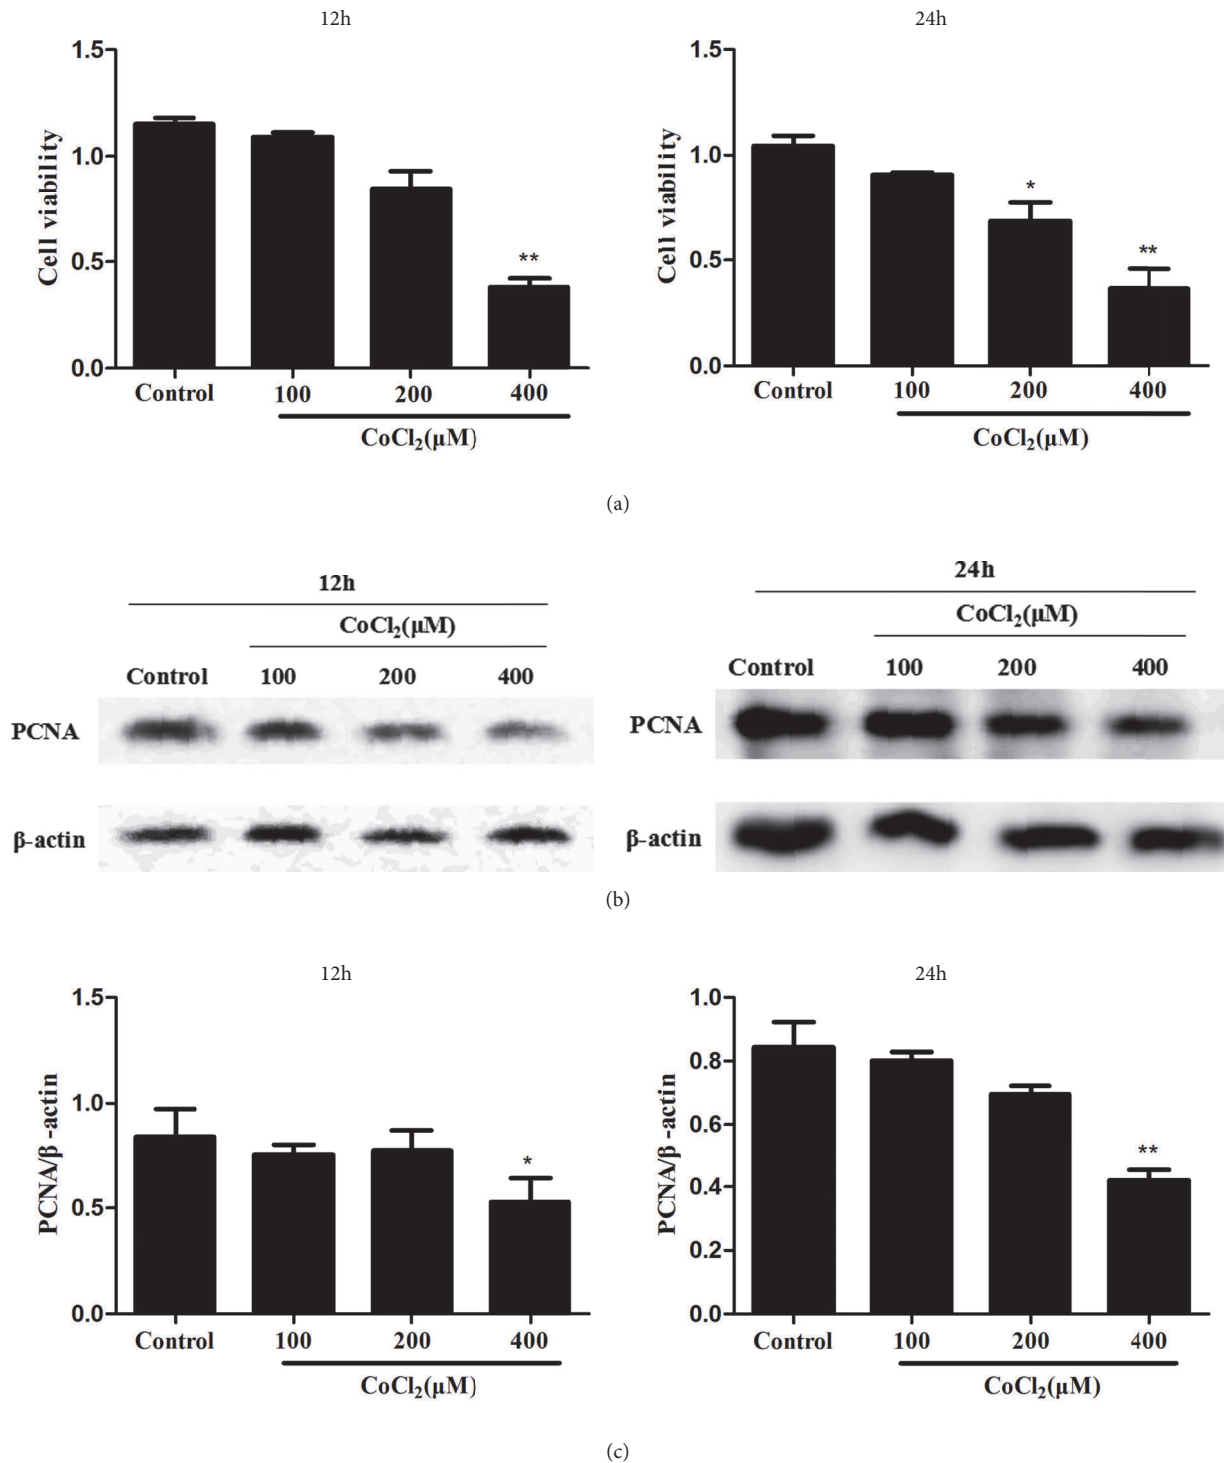 12h
24h
1.5
1.0
0.5
0.0
Cell viability
**
Control 100 200 400
CoCl₂(μM)
1.5
1.0
0.5
0.0
Cell viability
*
**
Control 100 200 400
CoCl₂(μM)
(a)
12h
CoCl₂(μM)
Control 100 200 400
PCNA
β-actin
24h
CoCl₂(μM)
Control 100 200 400
PCNA
β-actin
(b)
12h
24h
1.5
1.0
0.5
0.0
PCNA/β -actin
*
Control 100 200 400
CoCl₂(μM)
1.0
0.8
0.6
0.4
0.2
0.0
PCNA/β -actin
**
Control 100 200 400
CoCl₂(μM)
(c)